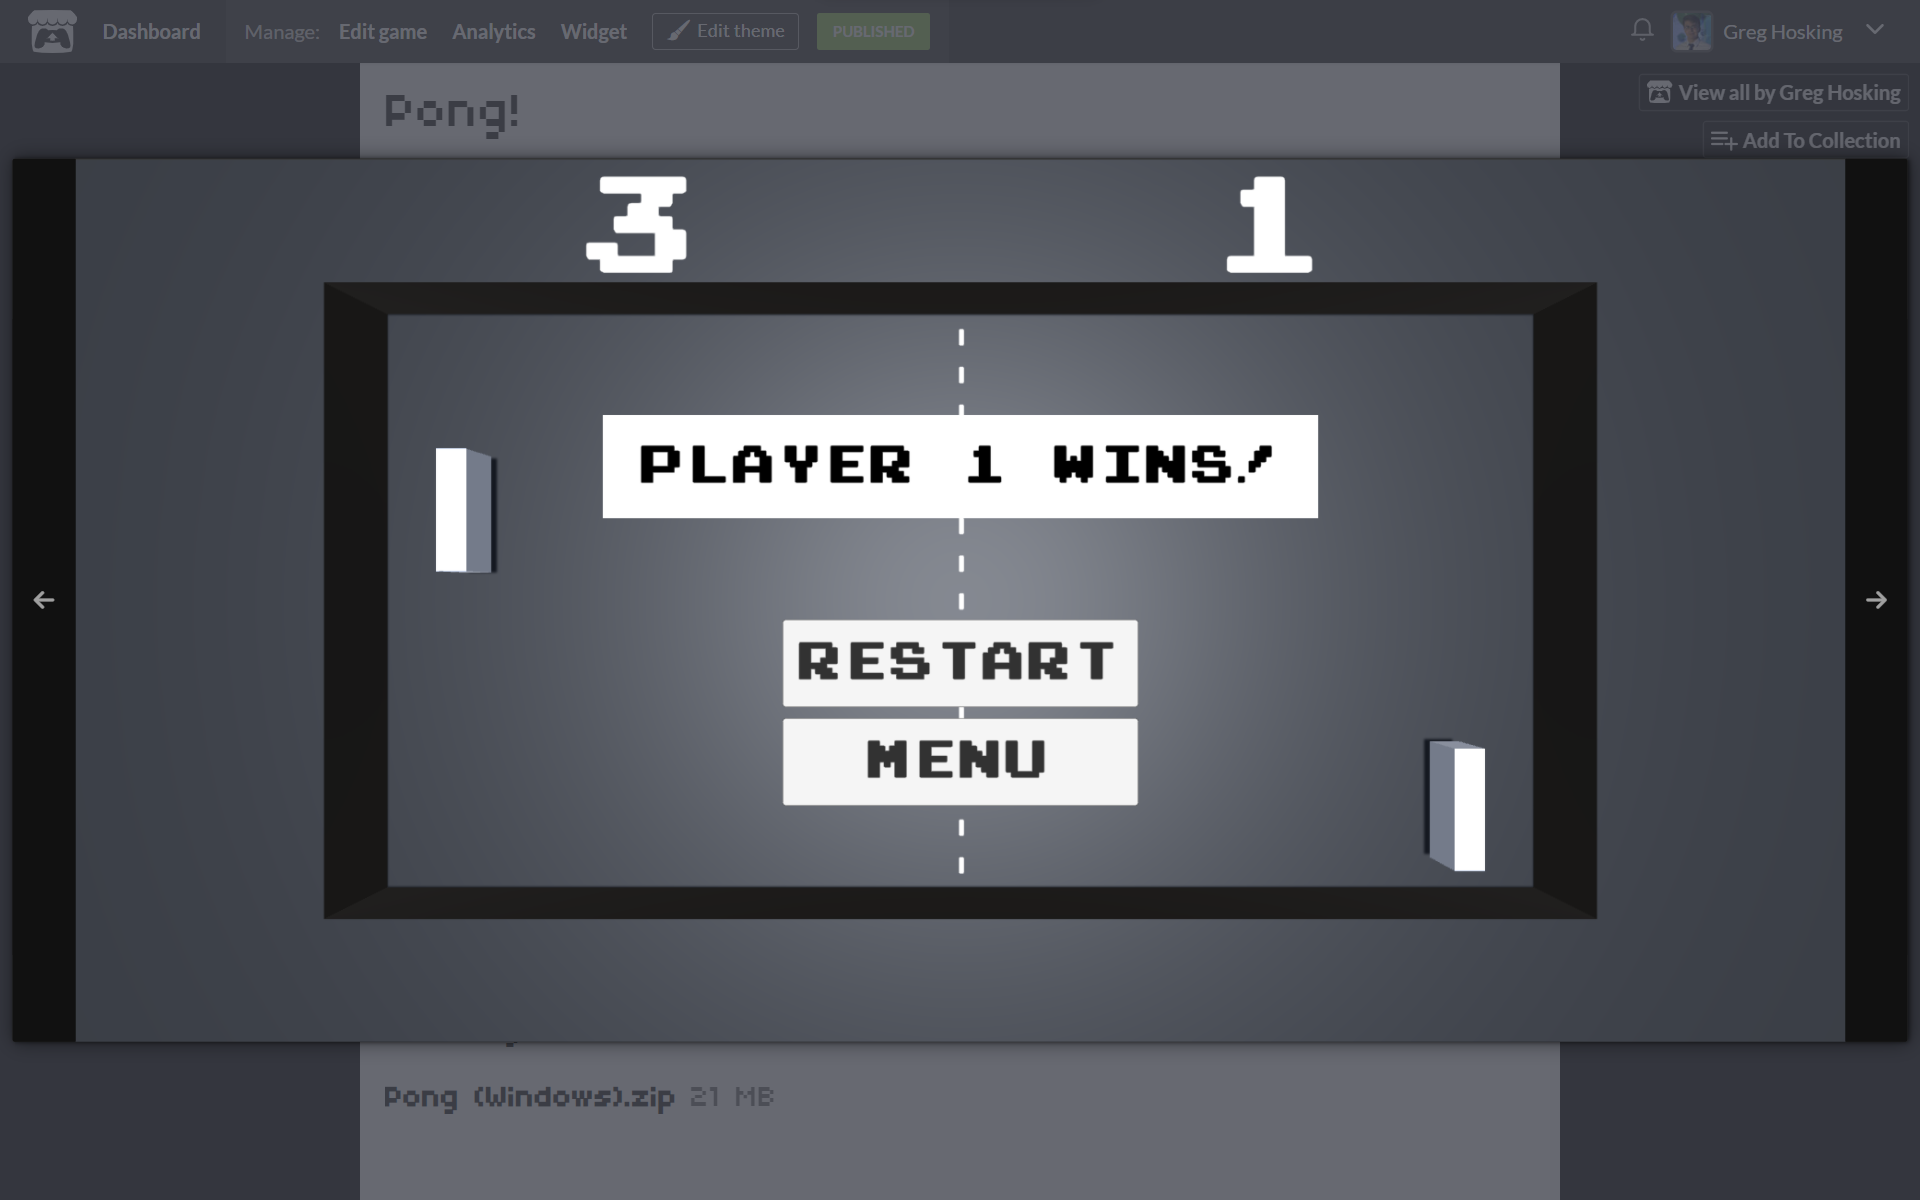 Dashboard Manage: Edit game Analytics Widget Edit theme PUBLISHED Greg Hosking
View all by Greg Hosking
Pong!
Add To Collection
3 1
PLAYER 1 WINS!
RESTART
MENU
Pong (Windows).zip 21 MB